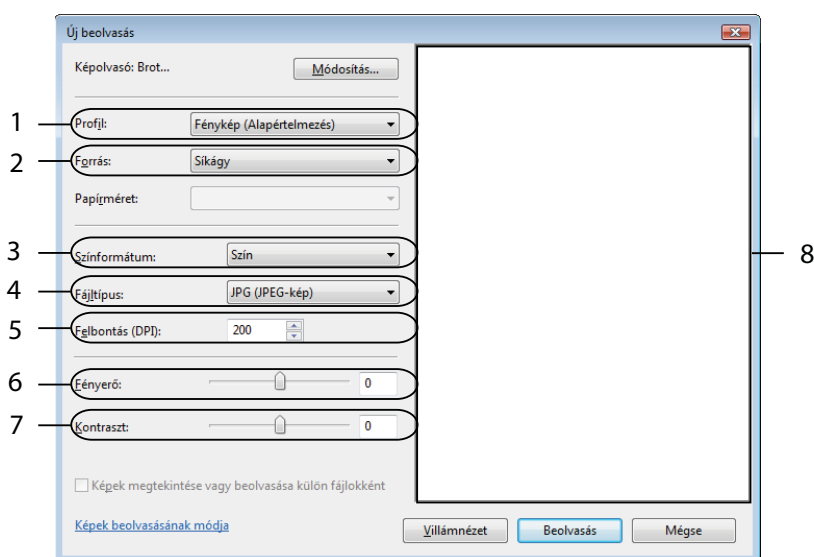 Új beolvasás
Képolvasó: Brot... Módosítás...
1 Profil: Fénykép (Alapértelmezés)
2 Forrás: Síkágy
Papírméret:
3 Színformátum: Szín
8
4 Fájltípus: JPG (JPEG-kép)
5 Felbontás (DPI): 200
6 Fényerő: 0
7 Kontraszt: 0
Képek megtekintése vagy beolvasása külön fájlokként
Képek beolvasásának módja Villámnézet Beolvasás Mégse